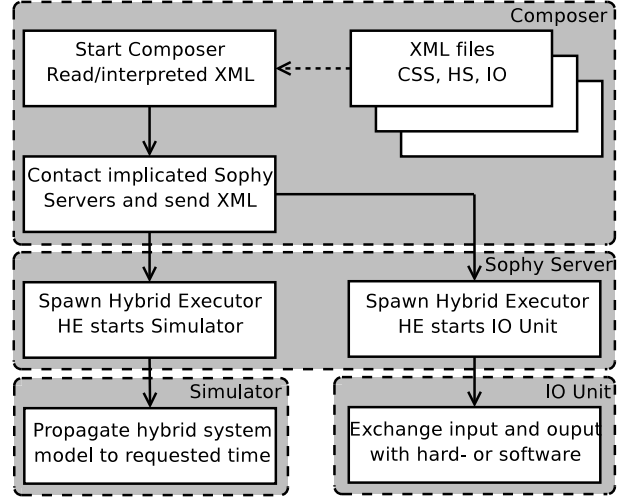 Composer
Start Composer
Read/interpreted XML
XML files
CSS, HS, IO
Contact implicated Sophy
Servers and send XML
Sophy Server
Spawn Hybrid Executor
HE starts Simulator
Spawn Hybrid Executor
HE starts IO Unit
Simulator
IO Unit
Propagate hybrid system
model to requested time
Exchange input and ouput
with hard- or software